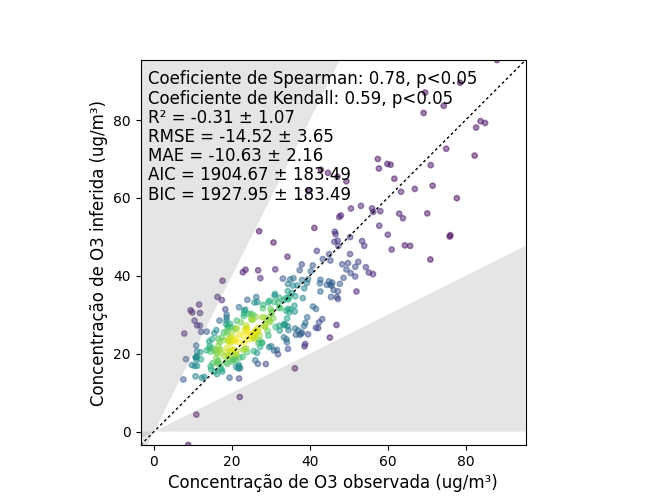 Coeficiente de Spearman: 0.78, p<0.05
Coeficiente de Kendall: 0.59, p<0.05
R² = -0.31 ± 1.07
RMSE = -14.52 ± 3.65
MAE = -10.63 ± 2.16
AIC = 1904.67 ± 183.49
BIC = 1927.95 ± 183.49
Concentração de O3 inferida (ug/m³)
80
60
40
20
0
0 20 40 60 80
Concentração de O3 observada (ug/m³)